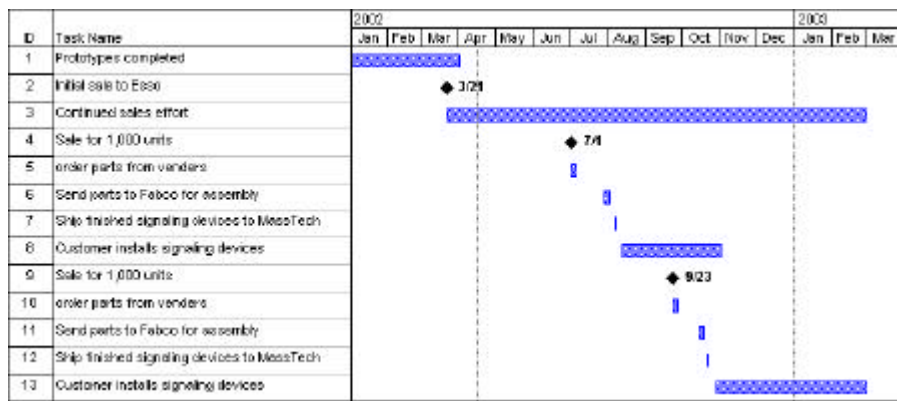 2002 2003
ID Task Name Jan Feb Mar Apr May Jun Jul Aug Sep Oct Nov Dec Jan Feb Mar
1 Prototypes completed
2 Initial sale to Esso 3/21
3 Continued sales effort
4 Sale for 1,000 units 7/1
5 order parts from venders
6 Send parts to Fabco for assembly
7 Ship finished signaling devices to MassTech
8 Customer installs signaling devices
9 Sale for 1,000 units 9/23
10 order parts from venders
11 Send parts to Fabco for assembly
12 Ship finished signaling devices to MassTech
13 Customer installs signaling devices